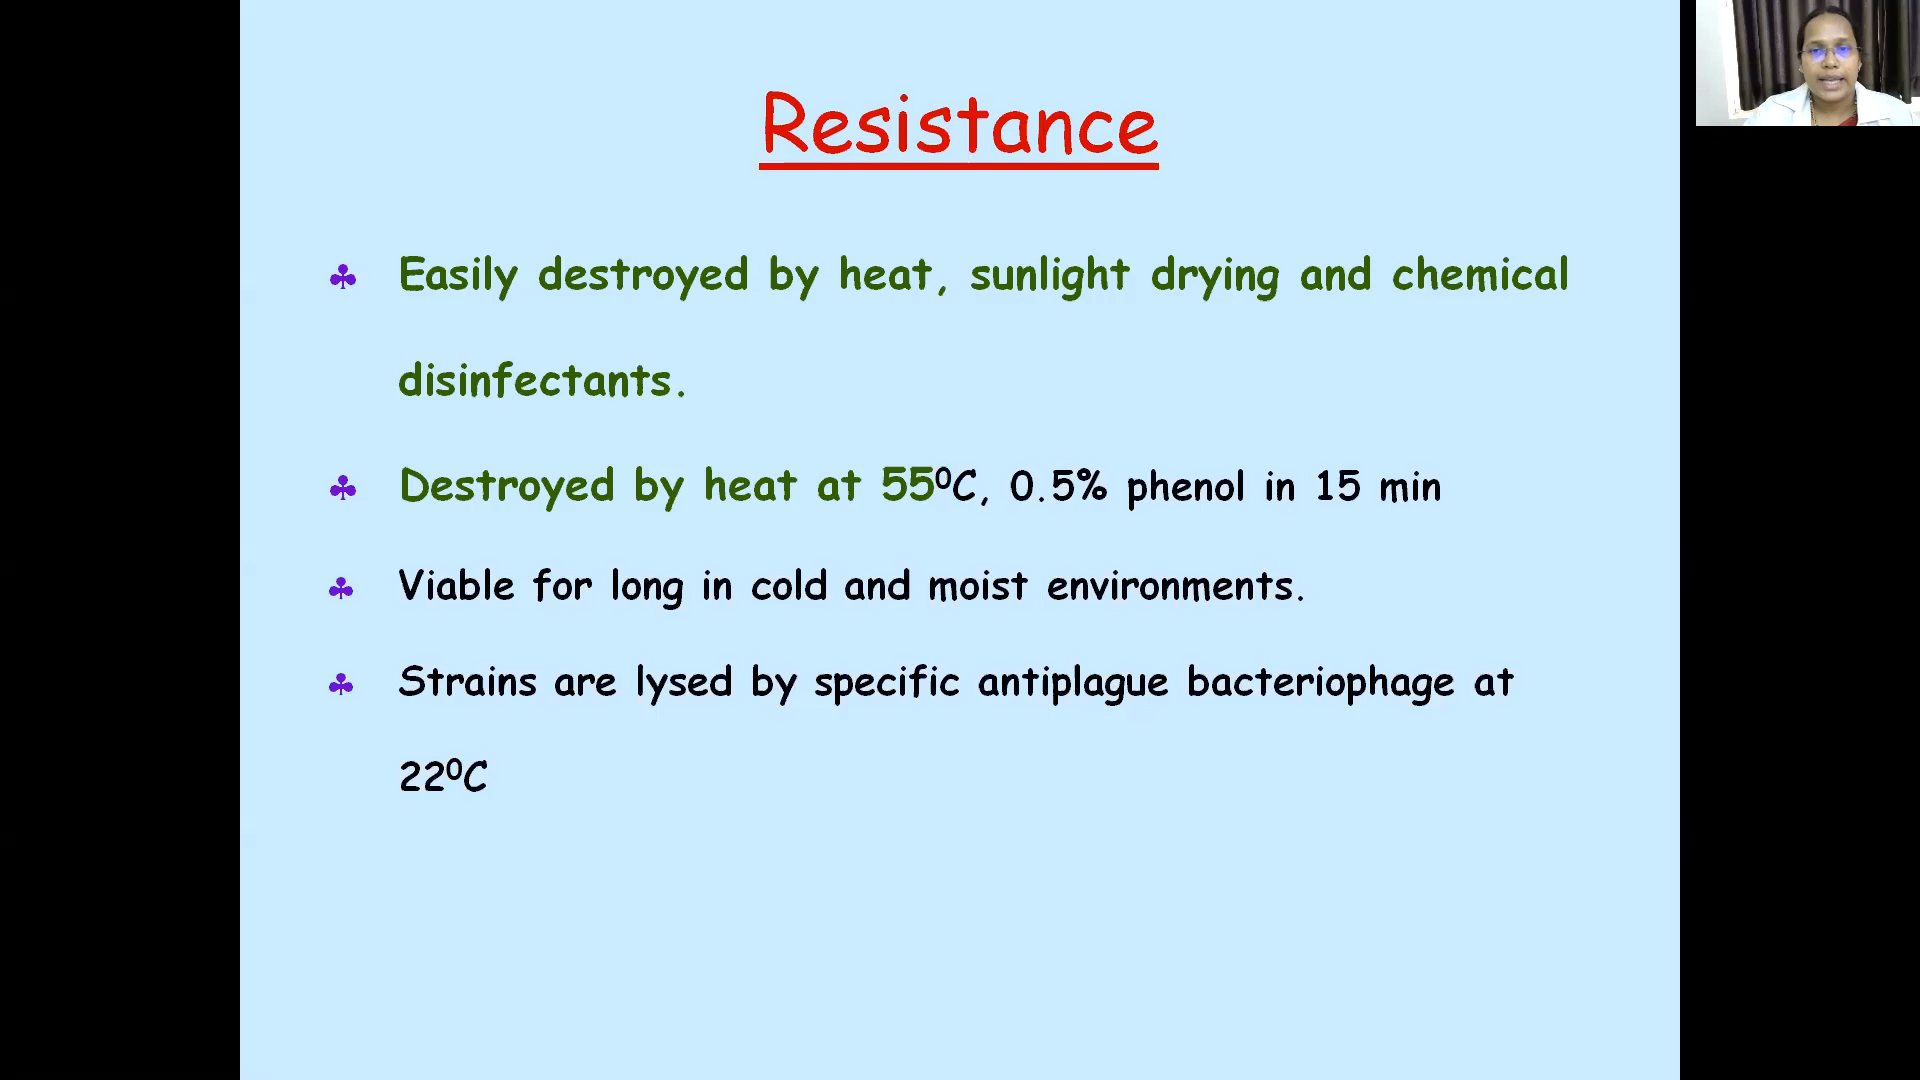 Resistance
♣ Easily destroyed by heat, sunlight drying and chemical
disinfectants.
♣ Destroyed by heat at 55⁰C, 0.5% phenol in 15 min
♣ Viable for long in cold and moist environments.
♣ Strains are lysed by specific antiplague bacteriophage at
22⁰C